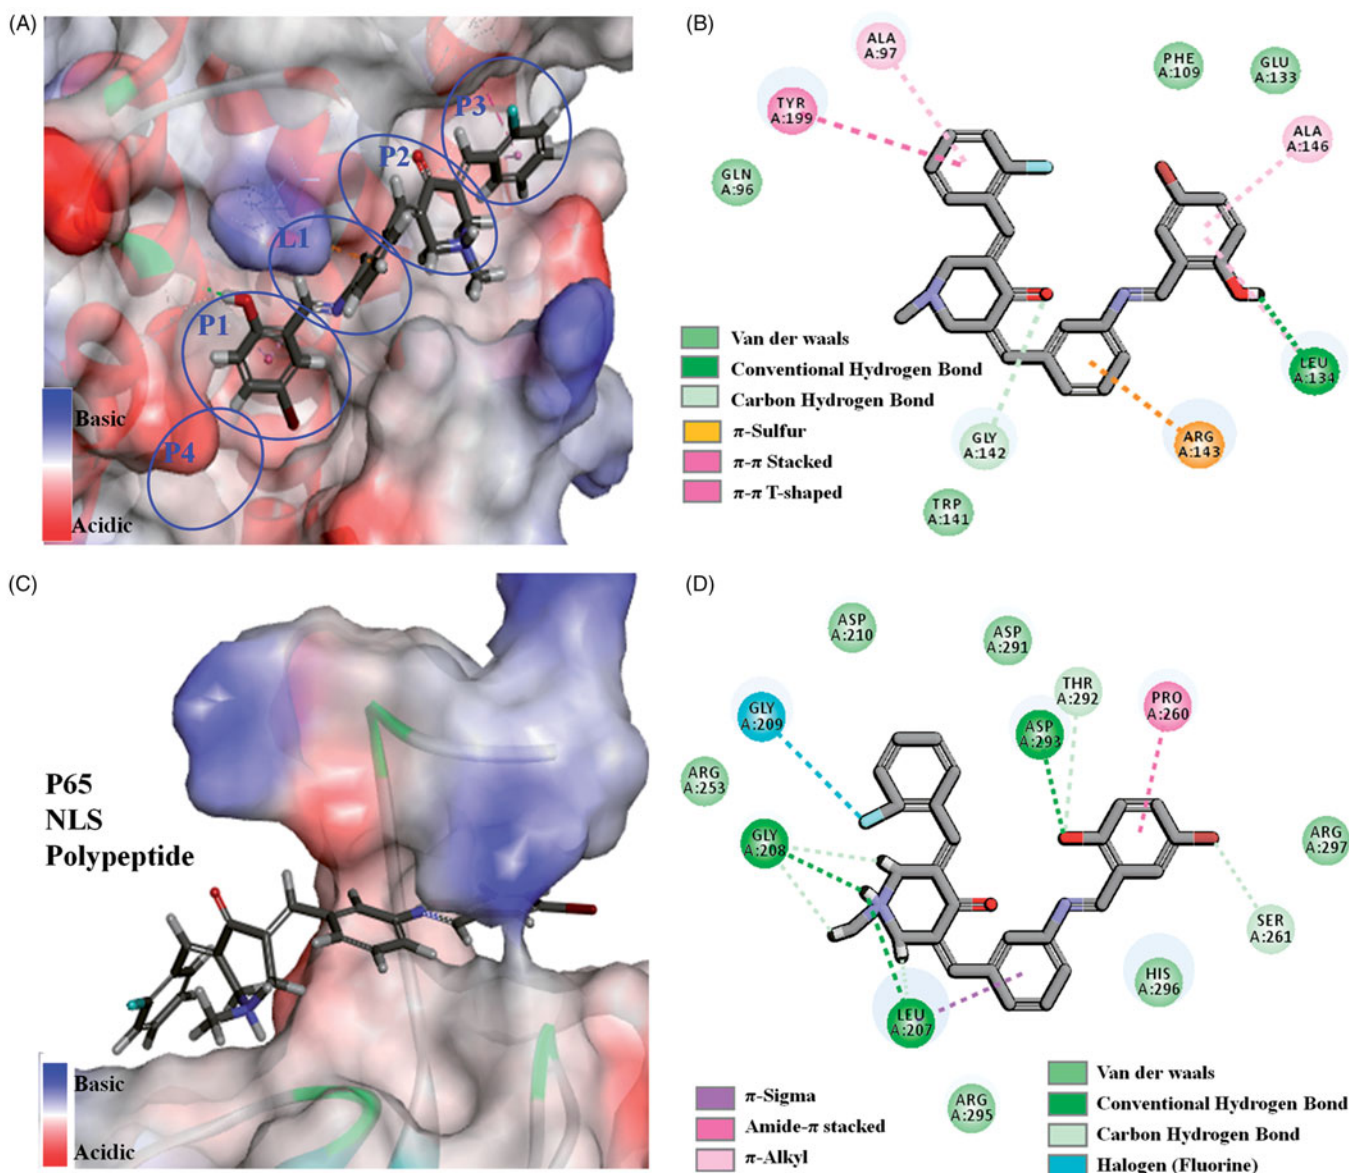 (A)
P3
P2
L1
P1
P4
Basic
Acidic
(B)
ALA
A:97
PHE
A:109
GLU
A:133
TYR
A:199
ALA
A:146
GLN
A:96
LEU
A:134
GLY
A:142
ARG
A:143
TRP
A:141
Van der waals
Conventional Hydrogen Bond
Carbon Hydrogen Bond
π-Sulfur
π-π Stacked
π-π T-shaped
(C)
P65
NLS
Polypeptide
Basic
Acidic
(D)
ASP
A:210
ASP
A:291
THR
A:292
PRO
A:260
GLY
A:209
ASP
A:293
ARG
A:253
GLY
A:208
ARG
A:297
SER
A:261
HIS
A:296
LEU
A:207
ARG
A:295
π-Sigma
Amide-π stacked
π-Alkyl
Van der waals
Conventional Hydrogen Bond
Carbon Hydrogen Bond
Halogen (Fluorine)